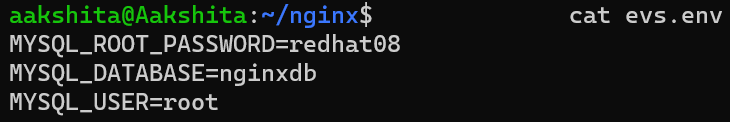 aakshita@Aakshita:~/nginx$ cat evs.env
MYSQL_ROOT_PASSWORD=redhat08
MYSQL_DATABASE=nginxdb
MYSQL_USER=root